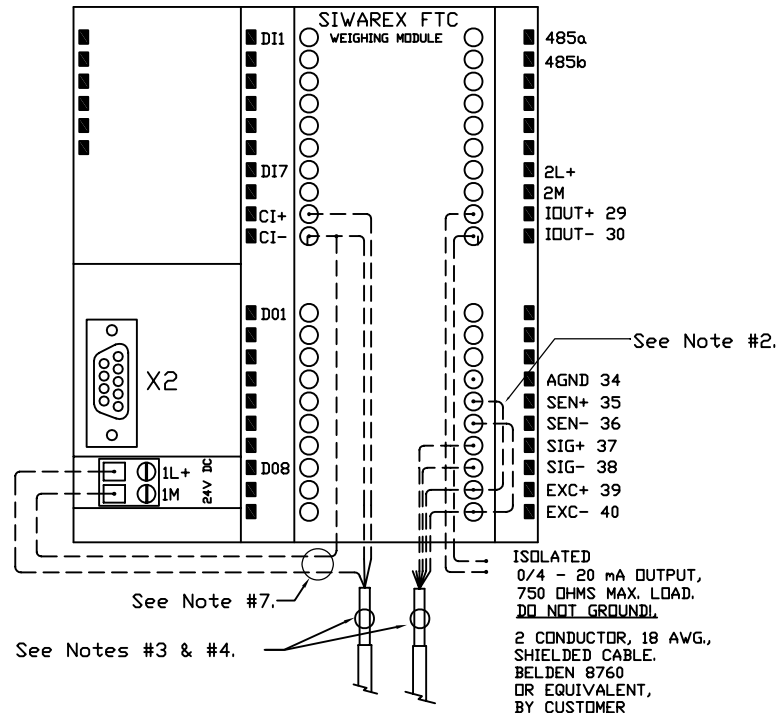 SIWAREX FTC
WEIGHING MODULE
DI1
DI7
CI+
CI-
DO1
DO8
485a
485b
2L+
2M
IOUT+ 29
IOUT- 30
See Note #2.
AGND 34
SEN+ 35
SEN- 36
SIG+ 37
SIG- 38
EXC+ 39
EXC- 40
X2
1L+
1M
24V DC
See Note #7.
See Notes #3 & #4.
ISOLATED
0/4 - 20 mA OUTPUT,
750 OHMS MAX. LOAD.
DO NOT GROUND!.
2 CONDUCTOR, 18 AWG.,
SHIELDED CABLE.
BELDEN 8760
OR EQUIVALENT,
BY CUSTOMER